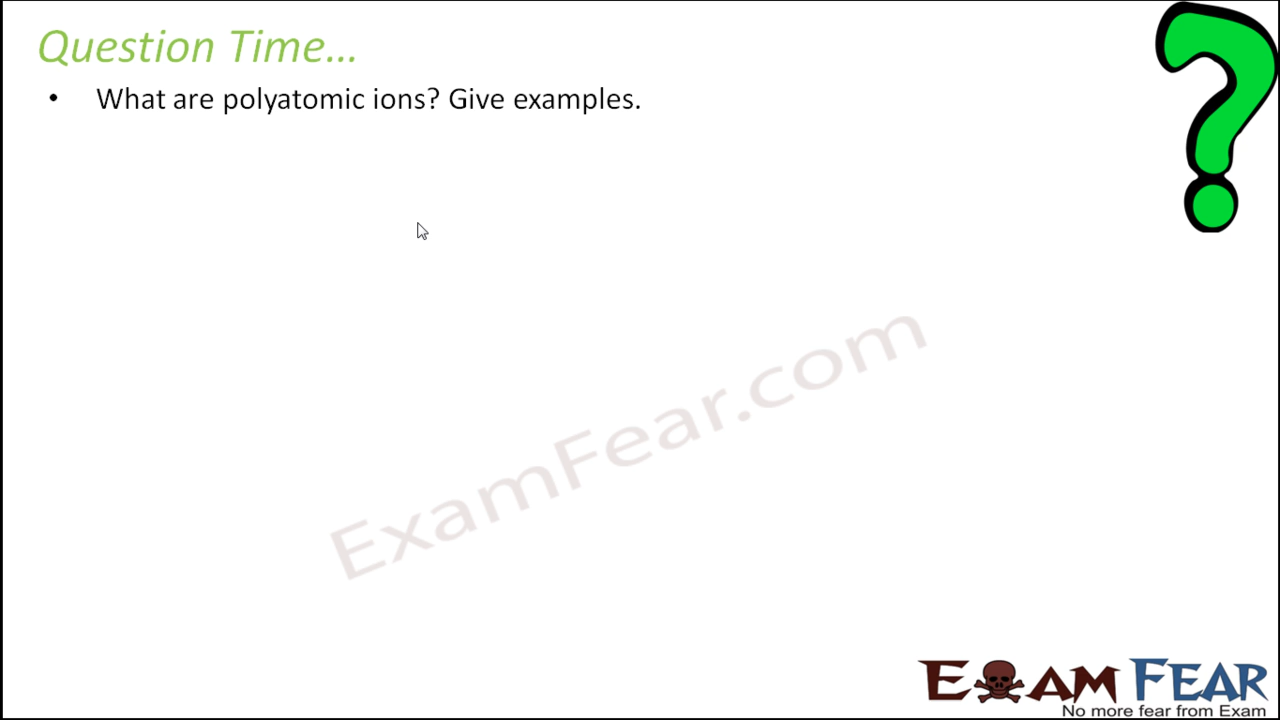 Question Time...
• What are polyatomic ions? Give examples.
ExamFear.com
EXAM FEAR
No more fear from Exam